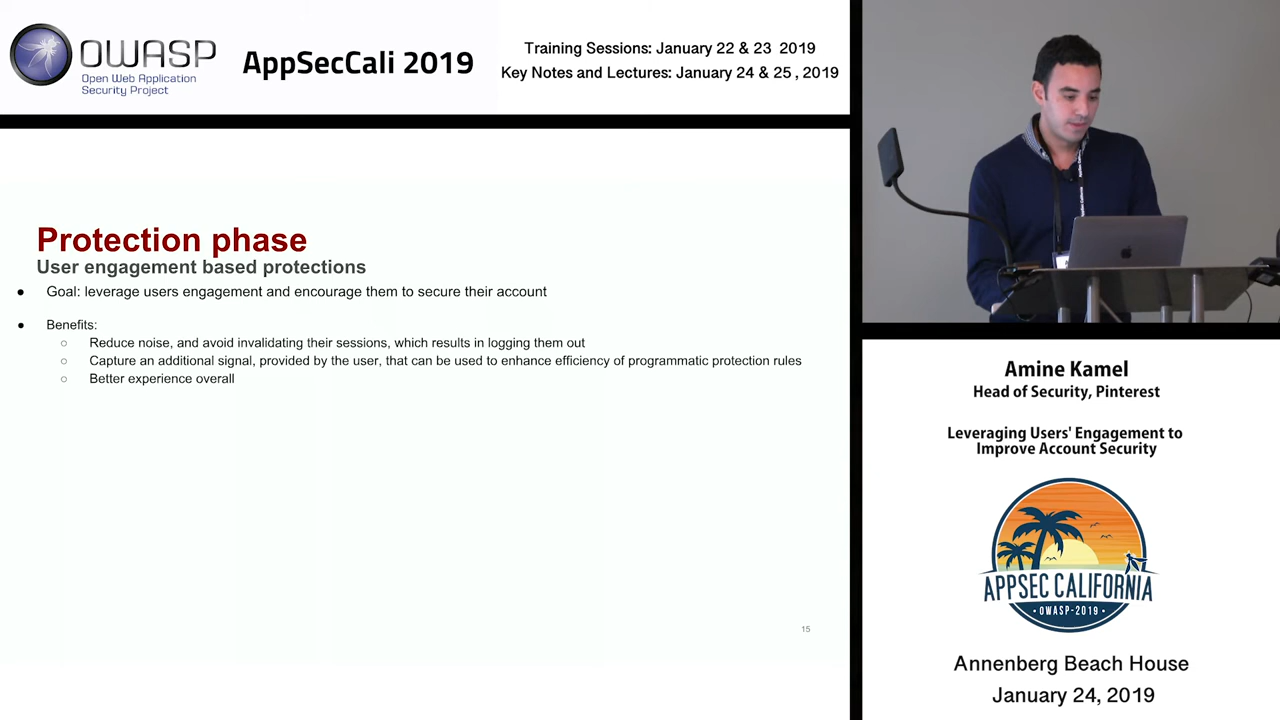 OWASP
Open Web Application
Security Project
AppSecCali 2019
Training Sessions: January 22 & 23 2019
Key Notes and Lectures: January 24 & 25 , 2019
Protection phase
User engagement based protections
● Goal: leverage users engagement and encourage them to secure their account
● Benefits:
○ Reduce noise, and avoid invalidating their sessions, which results in logging them out
○ Capture an additional signal, provided by the user, that can be used to enhance efficiency of programmatic protection rules
○ Better experience overall
15
Amine Kamel
Head of Security, Pinterest
Leveraging Users' Engagement to
Improve Account Security
APPSEC CALIFORNIA
• OWASP-2019 •
Annenberg Beach House
January 24, 2019